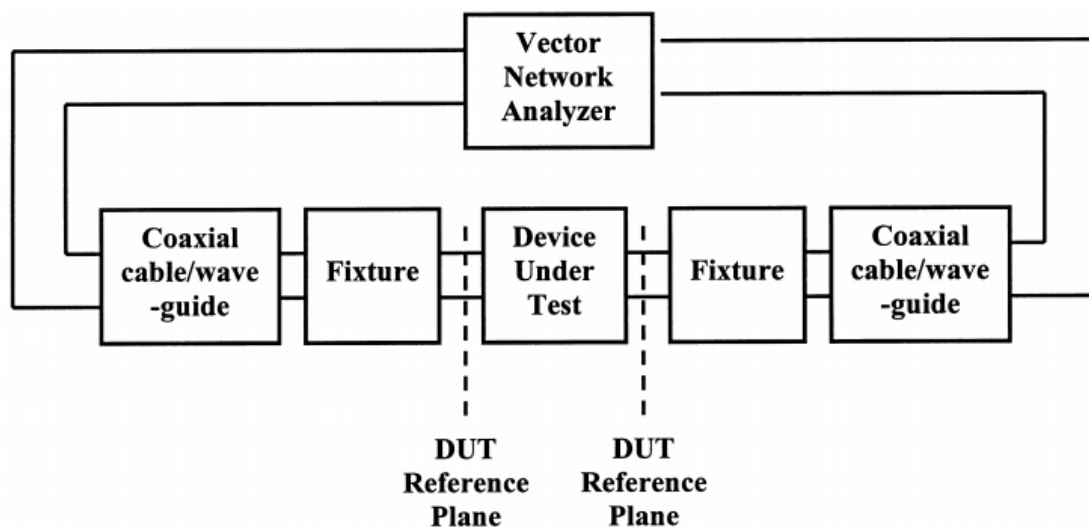 Vector
Network
Analyzer
Coaxial
cable/wave
-guide
Fixture
Device
Under
Test
Fixture
Coaxial
cable/wave
-guide
DUT
Reference
Plane
DUT
Reference
Plane